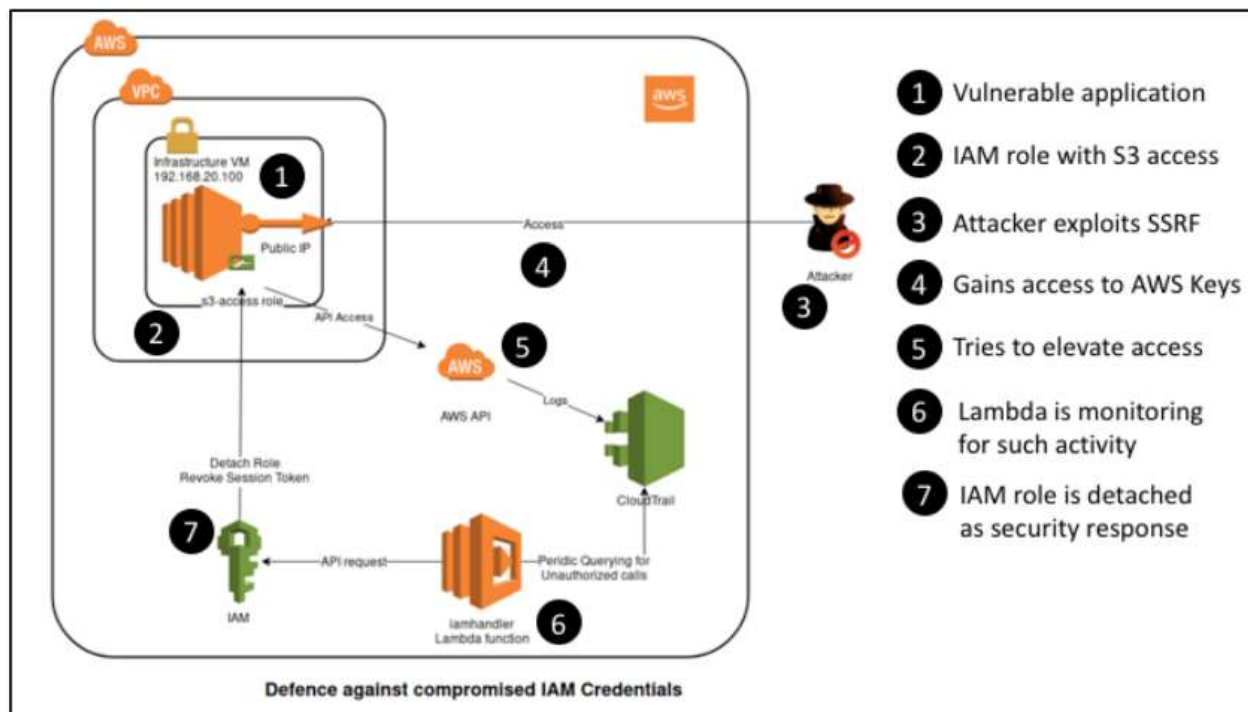 AWS
VPC
aws
Infrastructure VM
192.168.20.100
1
Public IP
s3-access role
2
Access
4
Attacker
3
API Access
5
AWS
AWS API
Logs
CloudTrail
Detach Role
Revoke Session Token
7
IAM
API request
Peridic Querying for
Unauthorized calls
iamhandler
Lambda function
6
Defence against compromised IAM Credentials
1 Vulnerable application
2 IAM role with S3 access
3 Attacker exploits SSRF
4 Gains access to AWS Keys
5 Tries to elevate access
6 Lambda is monitoring
for such activity
7 IAM role is detached
as security response